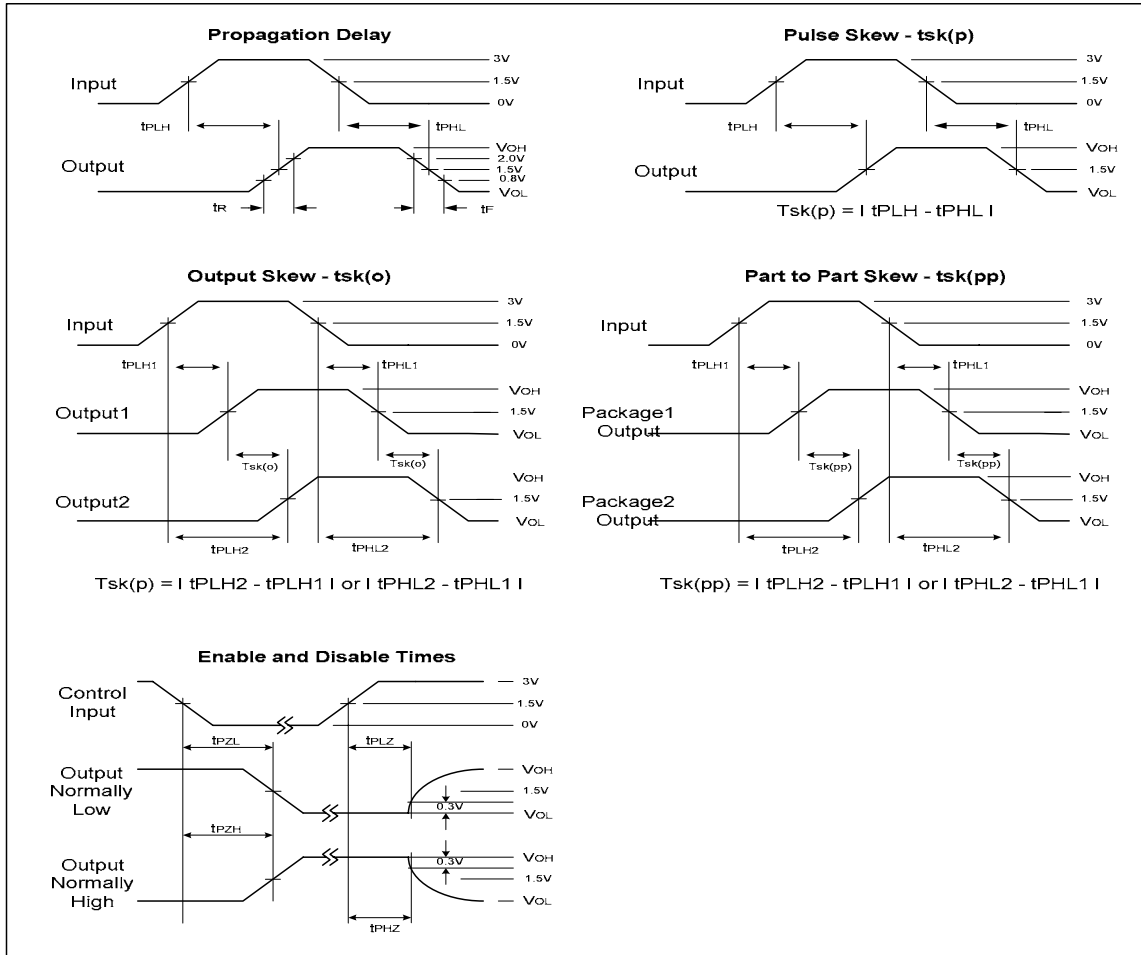 Propagation Delay
Input
3V
1.5V
0V
tPLH
tPHL
Output
VOH
2.0V
1.5V
0.8V
VOL
tR
tF
Pulse Skew - tsk(p)
Input
3V
1.5V
0V
tPLH
tPHL
Output
VOH
1.5V
VOL
Tsk(p) = I tPLH - tPHL I
Output Skew - tsk(o)
Input
3V
1.5V
0V
tPLH1
tPHL1
Output1
VOH
1.5V
VOL
Tsk(o)
Tsk(o)
Output2
VOH
1.5V
VOL
tPLH2
tPHL2
Tsk(p) = I tPLH2 - tPLH1 I or I tPHL2 - tPHL1 I
Part to Part Skew - tsk(pp)
Input
3V
1.5V
0V
tPLH1
tPHL1
Package1
Output
VOH
1.5V
VOL
Tsk(pp)
Tsk(pp)
Package2
Output
VOH
1.5V
VOL
tPLH2
tPHL2
Tsk(pp) = I tPLH2 - tPLH1 I or I tPHL2 - tPHL1 I
Enable and Disable Times
Control
Input
3V
1.5V
0V
tPZL
tPLZ
Output
Normally
Low
VOH
1.5V
0.3V
VOL
tPZH
Output
Normally
High
VOH
0.3V
1.5V
VOL
tPHZ